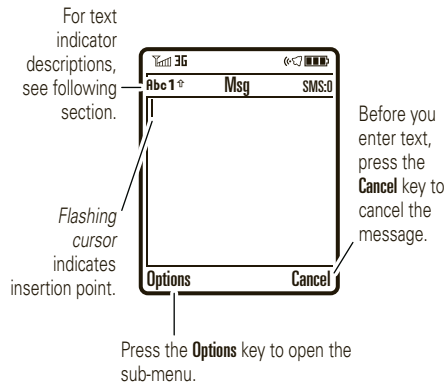 For text
indicator
descriptions,
see following
section.
3G
Abc1⇧ Msg SMS:0
Before you
enter text,
press the
Cancel key to
cancel the
message.
Flashing
cursor
indicates
insertion point.
Options Cancel
Press the Options key to open the
sub-menu.